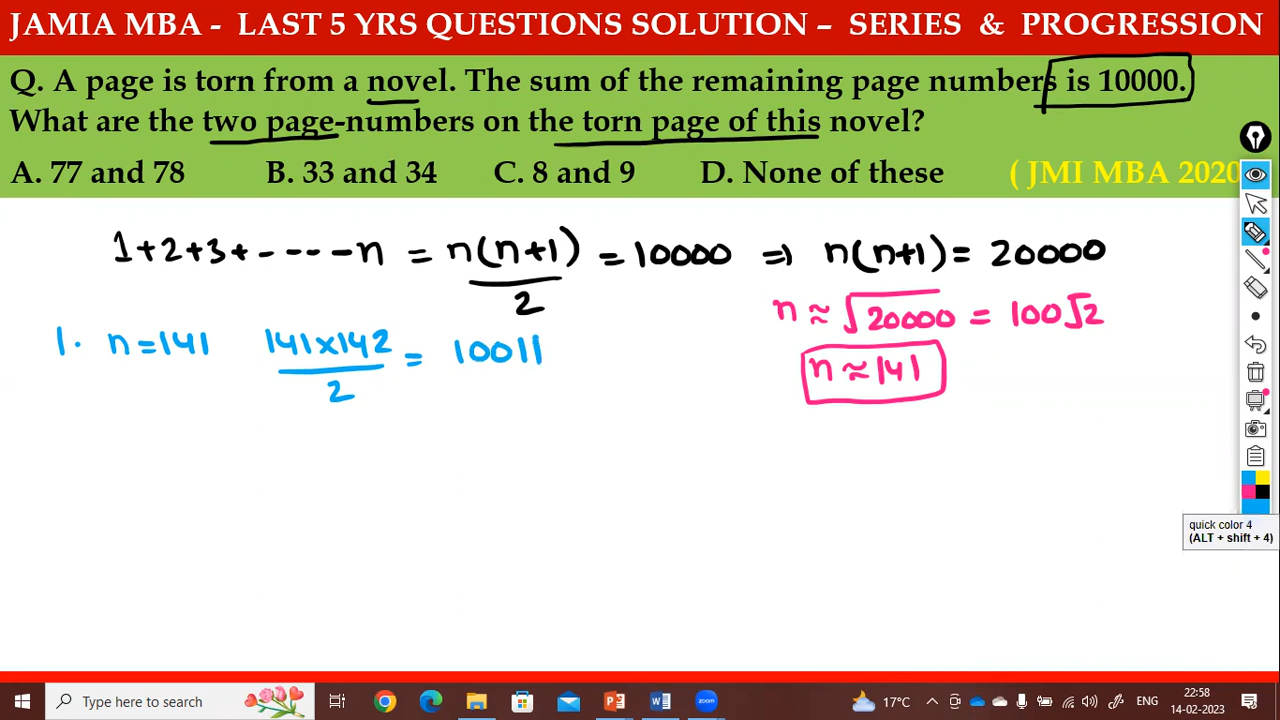 JAMIA MBA - LAST 5 YRS QUESTIONS SOLUTION – SERIES & PROGRESSION
Q. A page is torn from a novel. The sum of the remaining page numbers is 10000.
What are the two page-numbers on the torn page of this novel?
A. 77 and 78 B. 33 and 34 C. 8 and 9 D. None of these ( JMI MBA 2020
1+2+3+-----n = n(n+1)/2 = 10000 ⇒ n(n+1) = 20000
n ≈ √20000 = 100√2
1. n=141 141×142/2 = 10011
n ≈ 141
quick color 4
(ALT + shift + 4)
Type here to search
17°C
ENG
22:58
14-02-2023